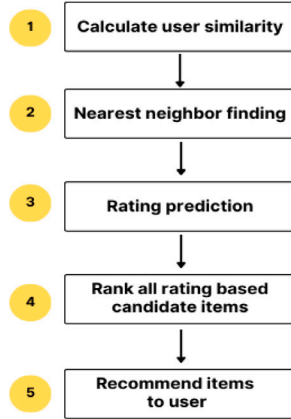 1
Calculate user similarity
2
Nearest neighbor finding
3
Rating prediction
4
Rank all rating based
candidate items
5
Recommend items
to user